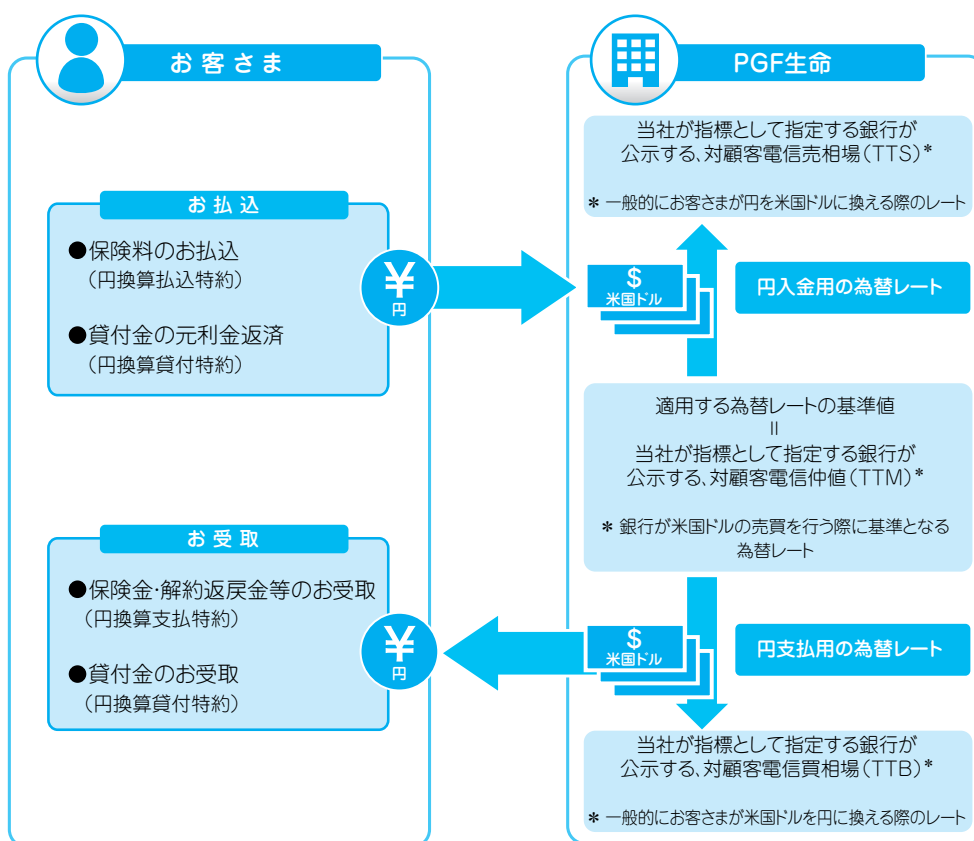 お客さま
お払込
●保険料のお払込
（円換算払込特約）
●貸付金の元利金返済
（円換算貸付特約）
¥
円
お受取
●保険金・解約返戻金等のお受取
（円換算支払特約）
●貸付金のお受取
（円換算貸付特約）
¥
円
PGF生命
当社が指標として指定する銀行が
公示する、対顧客電信売相場（TTS）*
* 一般的にお客さまが円を米国ドルに換える際のレート
$
米国ドル
円入金用の為替レート
適用する為替レートの基準値
＝
当社が指標として指定する銀行が
公示する、対顧客電信仲値（TTM）*
* 銀行が米国ドルの売買を行う際に基準となる
為替レート
$
米国ドル
円支払用の為替レート
当社が指標として指定する銀行が
公示する、対顧客電信買相場（TTB）*
* 一般的にお客さまが米国ドルを円に換える際のレート